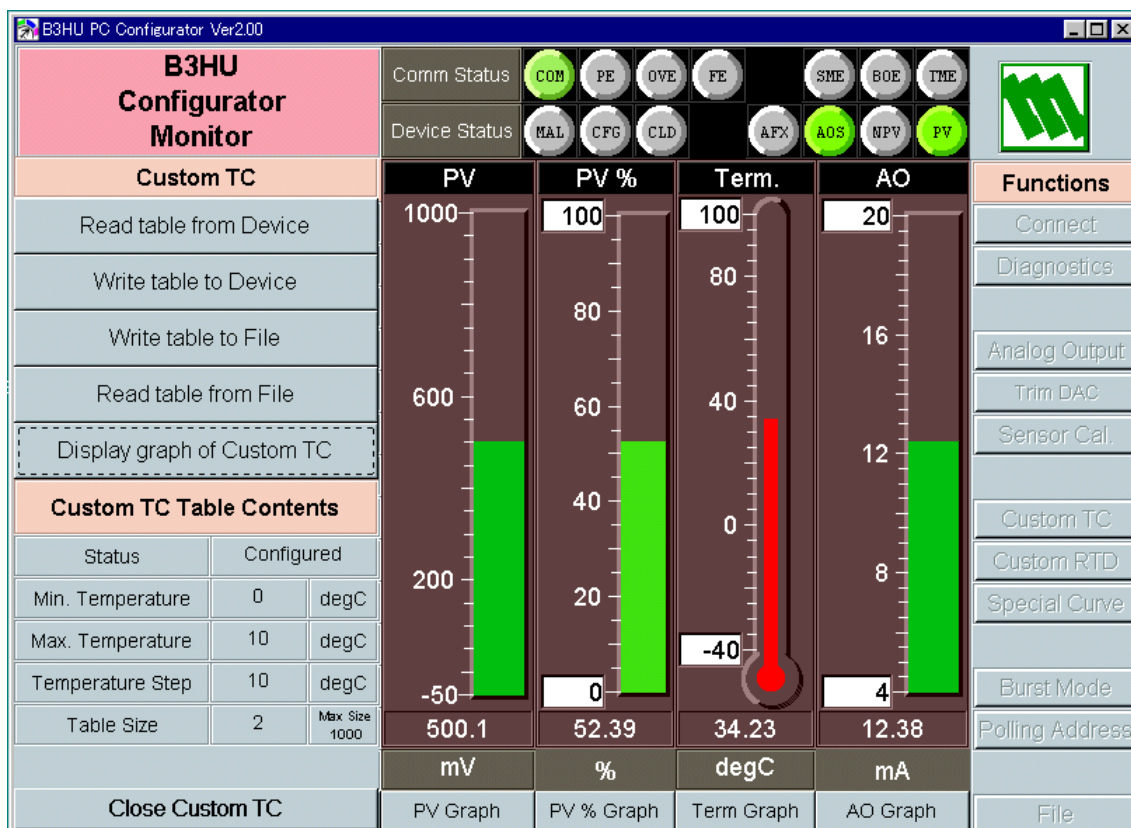 B3HU PC Configurator Ver2.00
B3HU
Configurator
Monitor
Comm Status
COM
PE
OVE
FE
SME
BOE
TME
Device Status
MAL
CFG
CLD
AFX
AOS
NPV
PV
Custom TC
Read table from Device
Write table to Device
Write table to File
Read table from File
Display graph of Custom TC
Custom TC Table Contents
Status Configured
Min. Temperature 0 degC
Max. Temperature 10 degC
Temperature Step 10 degC
Table Size 2 Max Size
1000
Close Custom TC
PV
1000
600
200
-50
500.1
mV
PV Graph
PV %
100
80
60
40
20
0
52.39
%
PV % Graph
Term.
100
80
40
0
-40
34.23
degC
Term Graph
AO
20
16
12
8
4
12.38
mA
AO Graph
Functions
Connect
Diagnostics
Analog Output
Trim DAC
Sensor Cal.
Custom TC
Custom RTD
Special Curve
Burst Mode
Polling Address
File